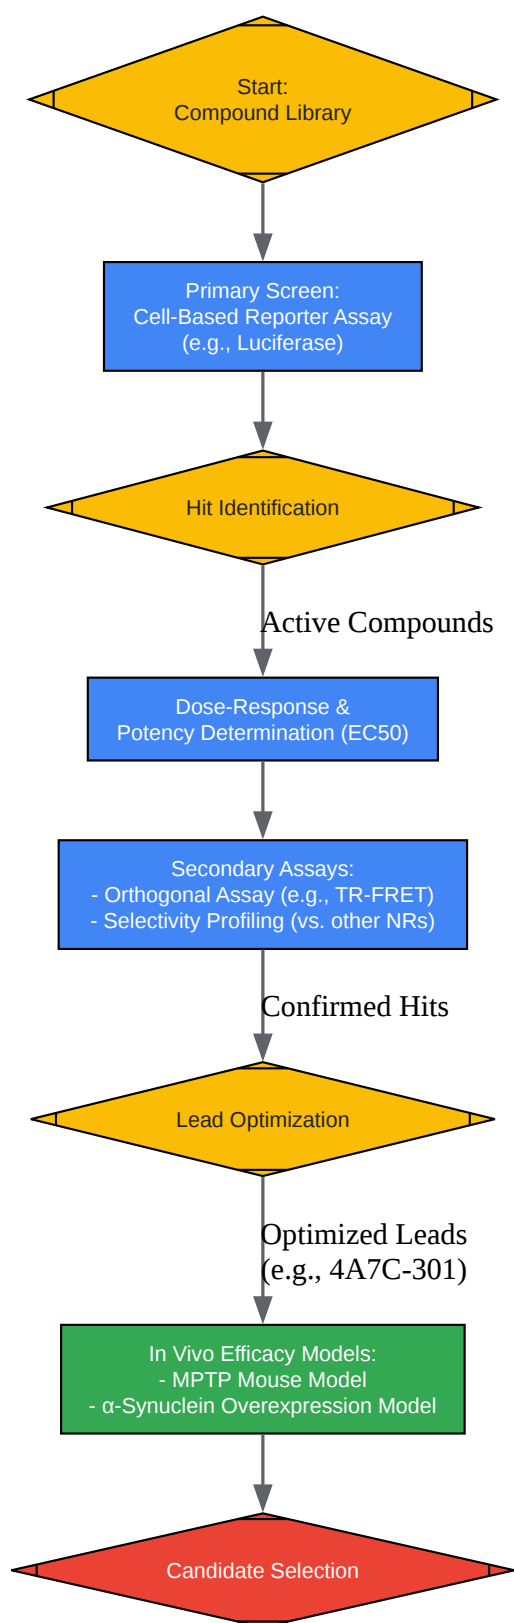 Start:
Compound Library
Primary Screen:
Cell-Based Reporter Assay
(e.g., Luciferase)
Hit Identification
Active Compounds
Dose-Response &
Potency Determination (EC50)
Secondary Assays:
- Orthogonal Assay (e.g., TR-FRET)
- Selectivity Profiling (vs. other NRs)
Confirmed Hits
Lead Optimization
Optimized Leads
(e.g., 4A7C-301)
In Vivo Efficacy Models:
- MPTP Mouse Model
- α-Synuclein Overexpression Model
Candidate Selection